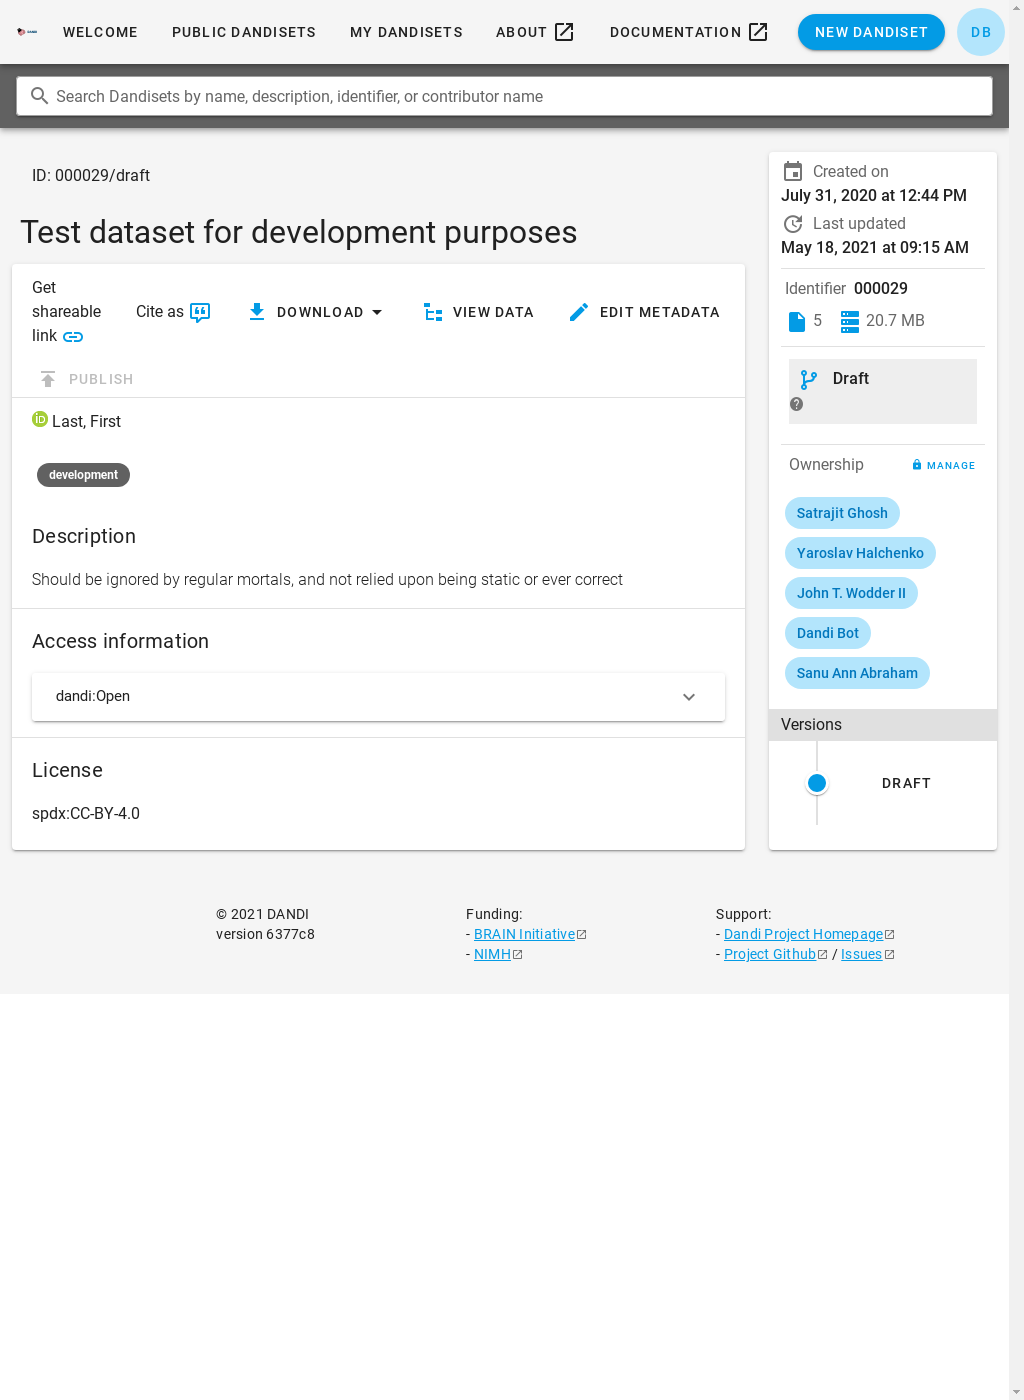 WELCOME PUBLIC DANDISETS MY DANDISETS ABOUT DOCUMENTATION NEW DANDISET DB
Search Dandisets by name, description, identifier, or contributor name
ID: 000029/draft
Test dataset for development purposes
Get shareable link
Cite as
DOWNLOAD
VIEW DATA
EDIT METADATA
PUBLISH
Last, First
development
Description
Should be ignored by regular mortals, and not relied upon being static or ever correct
Access information
dandi:Open
License
spdx:CC-BY-4.0
Created on
July 31, 2020 at 12:44 PM
Last updated
May 18, 2021 at 09:15 AM
Identifier 000029
5 20.7 MB
Draft
Ownership MANAGE
Satrajit Ghosh
Yaroslav Halchenko
John T. Wodder II
Dandi Bot
Sanu Ann Abraham
Versions
DRAFT
© 2021 DANDI
version 6377c8
Funding:
- BRAIN Initiative
- NIMH
Support:
- Dandi Project Homepage
- Project Github / Issues